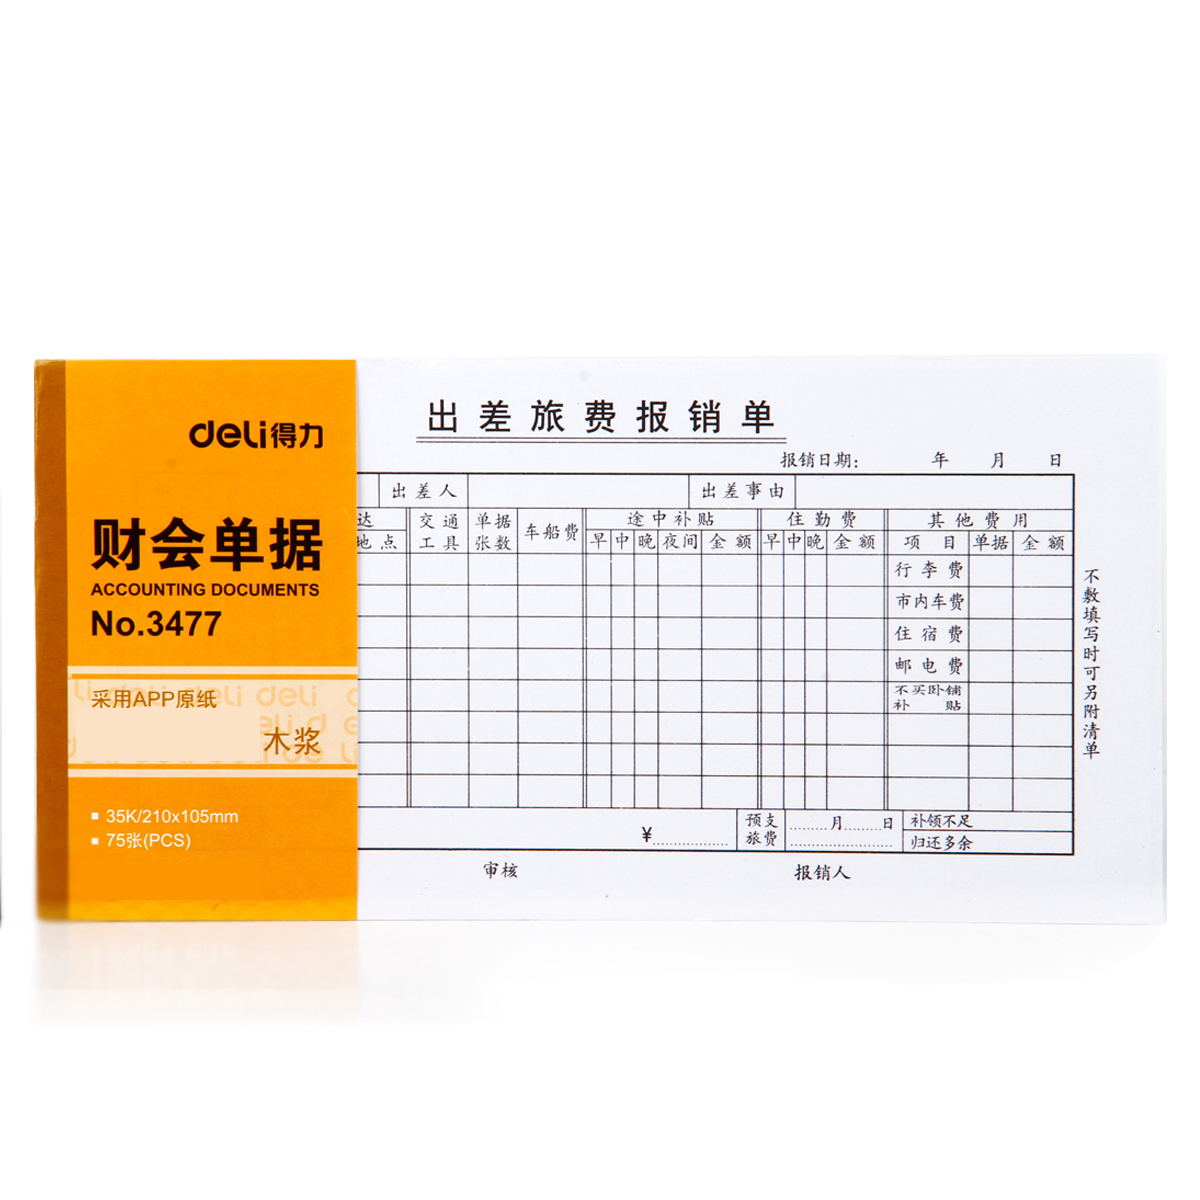 deli得力
财会单据
ACCOUNTING DOCUMENTS
No.3477
采用APP原纸
木浆
35K/210x105mm
75张(PCS)
出差旅费报销单
报销日期: 年 月 日
出差人 出差事由
达 交通 单据 车船费 途中补贴 住勤费 其他费用
地点 工具 张数 早 中 晚 夜间 金额 早 中 晚 金额 项目 单据 金额
行李费
市内车费
住宿费
邮电费
不买卧铺
补贴
不敷填写时可另附清单
¥ 预支 月 日 补领不足
旅费 归还多余
审核 报销人